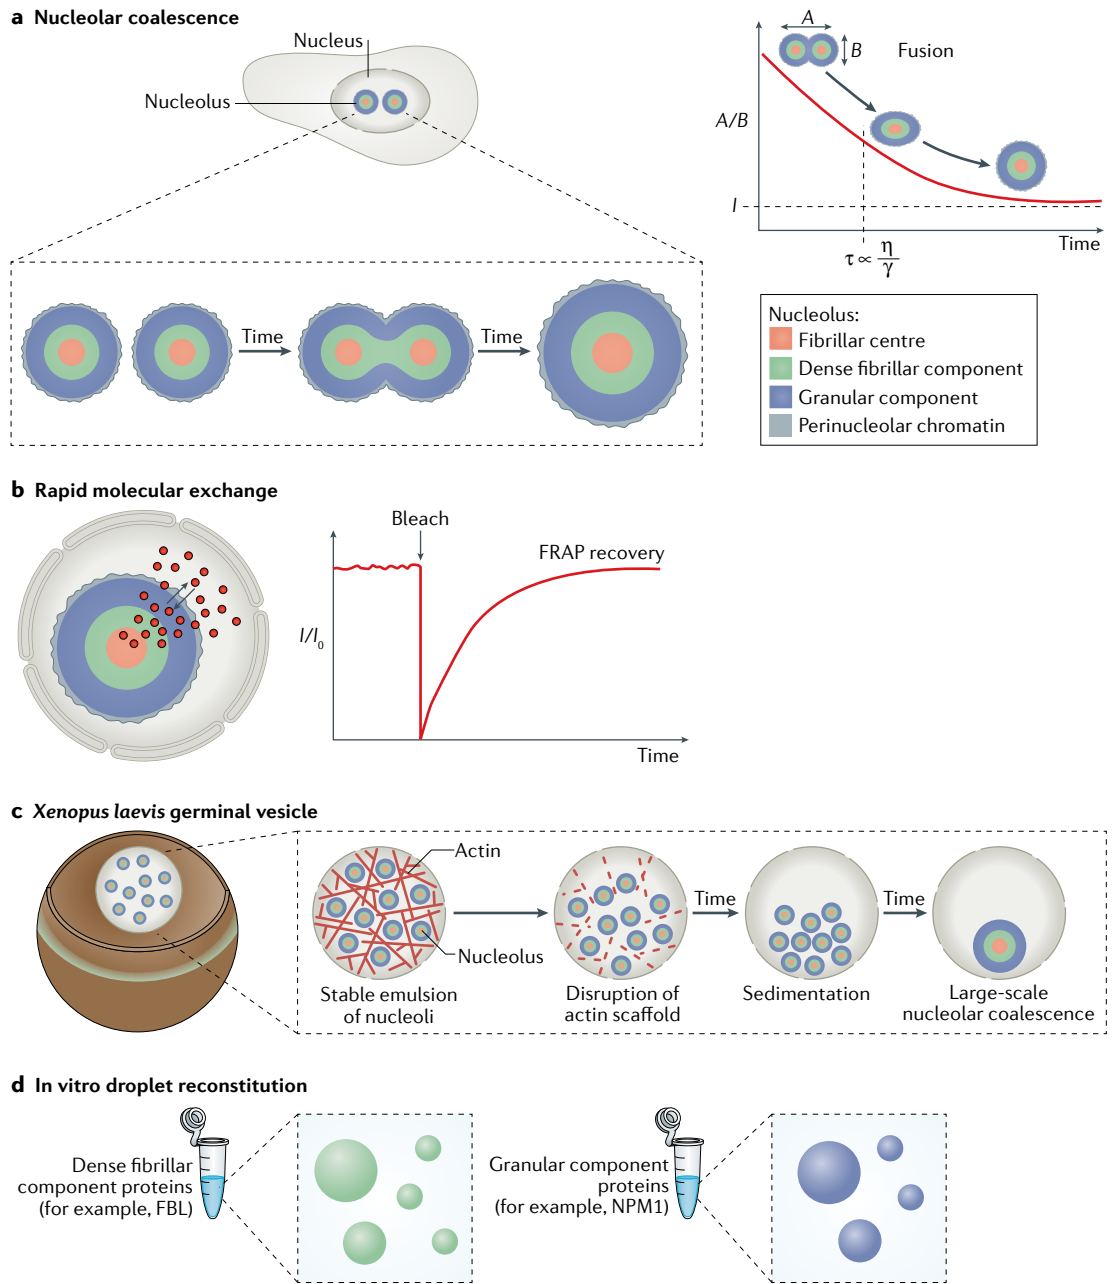 a Nucleolar coalescence
Nucleus
Nucleolus
A
B
Fusion
A/B
I
Time
τ ∝ η/γ
Time
Time
Nucleolus:
Fibrillar centre
Dense fibrillar component
Granular component
Perinucleolar chromatin
b Rapid molecular exchange
Bleach
FRAP recovery
I/I₀
Time
c Xenopus laevis germinal vesicle
Actin
Nucleolus
Time
Time
Stable emulsion
of nucleoli
Disruption of
actin scaffold
Sedimentation
Large-scale
nucleolar coalescence
d In vitro droplet reconstitution
Dense fibrillar
component proteins
(for example, FBL)
Granular component
proteins
(for example, NPM1)